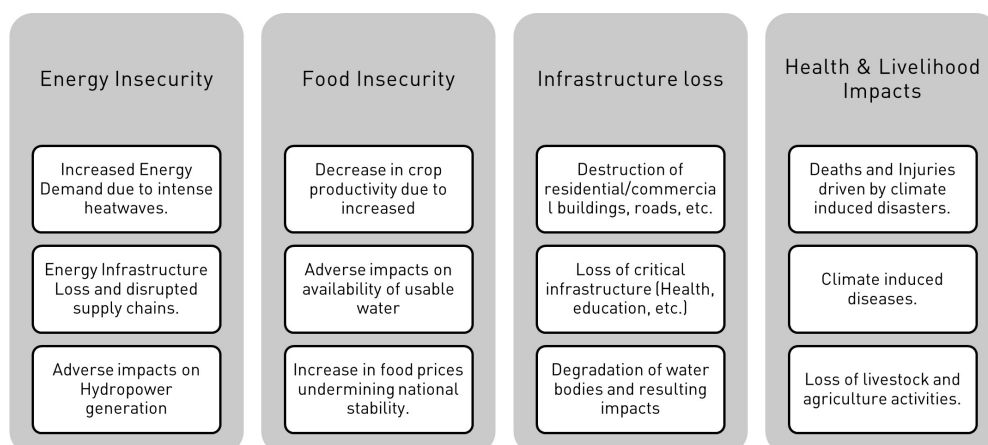 Energy Insecurity
Increased Energy
Demand due to intense
heatwaves.
Energy Infrastructure
Loss and disrupted
supply chains.
Adverse impacts on
Hydropower
generation
Food Insecurity
Decrease in crop
productivity due to
increased
Adverse impacts on
availability of usable
water
Increase in food prices
undermining national
stability.
Infrastructure loss
Destruction of
residential/commercia
l buildings, roads, etc.
Loss of critical
infrastructure (Health,
education, etc.)
Degradation of water
bodies and resulting
impacts
Health & Livelihood
Impacts
Deaths and Injuries
driven by climate
induced disasters.
Climate induced
diseases.
Loss of livestock and
agriculture activities.